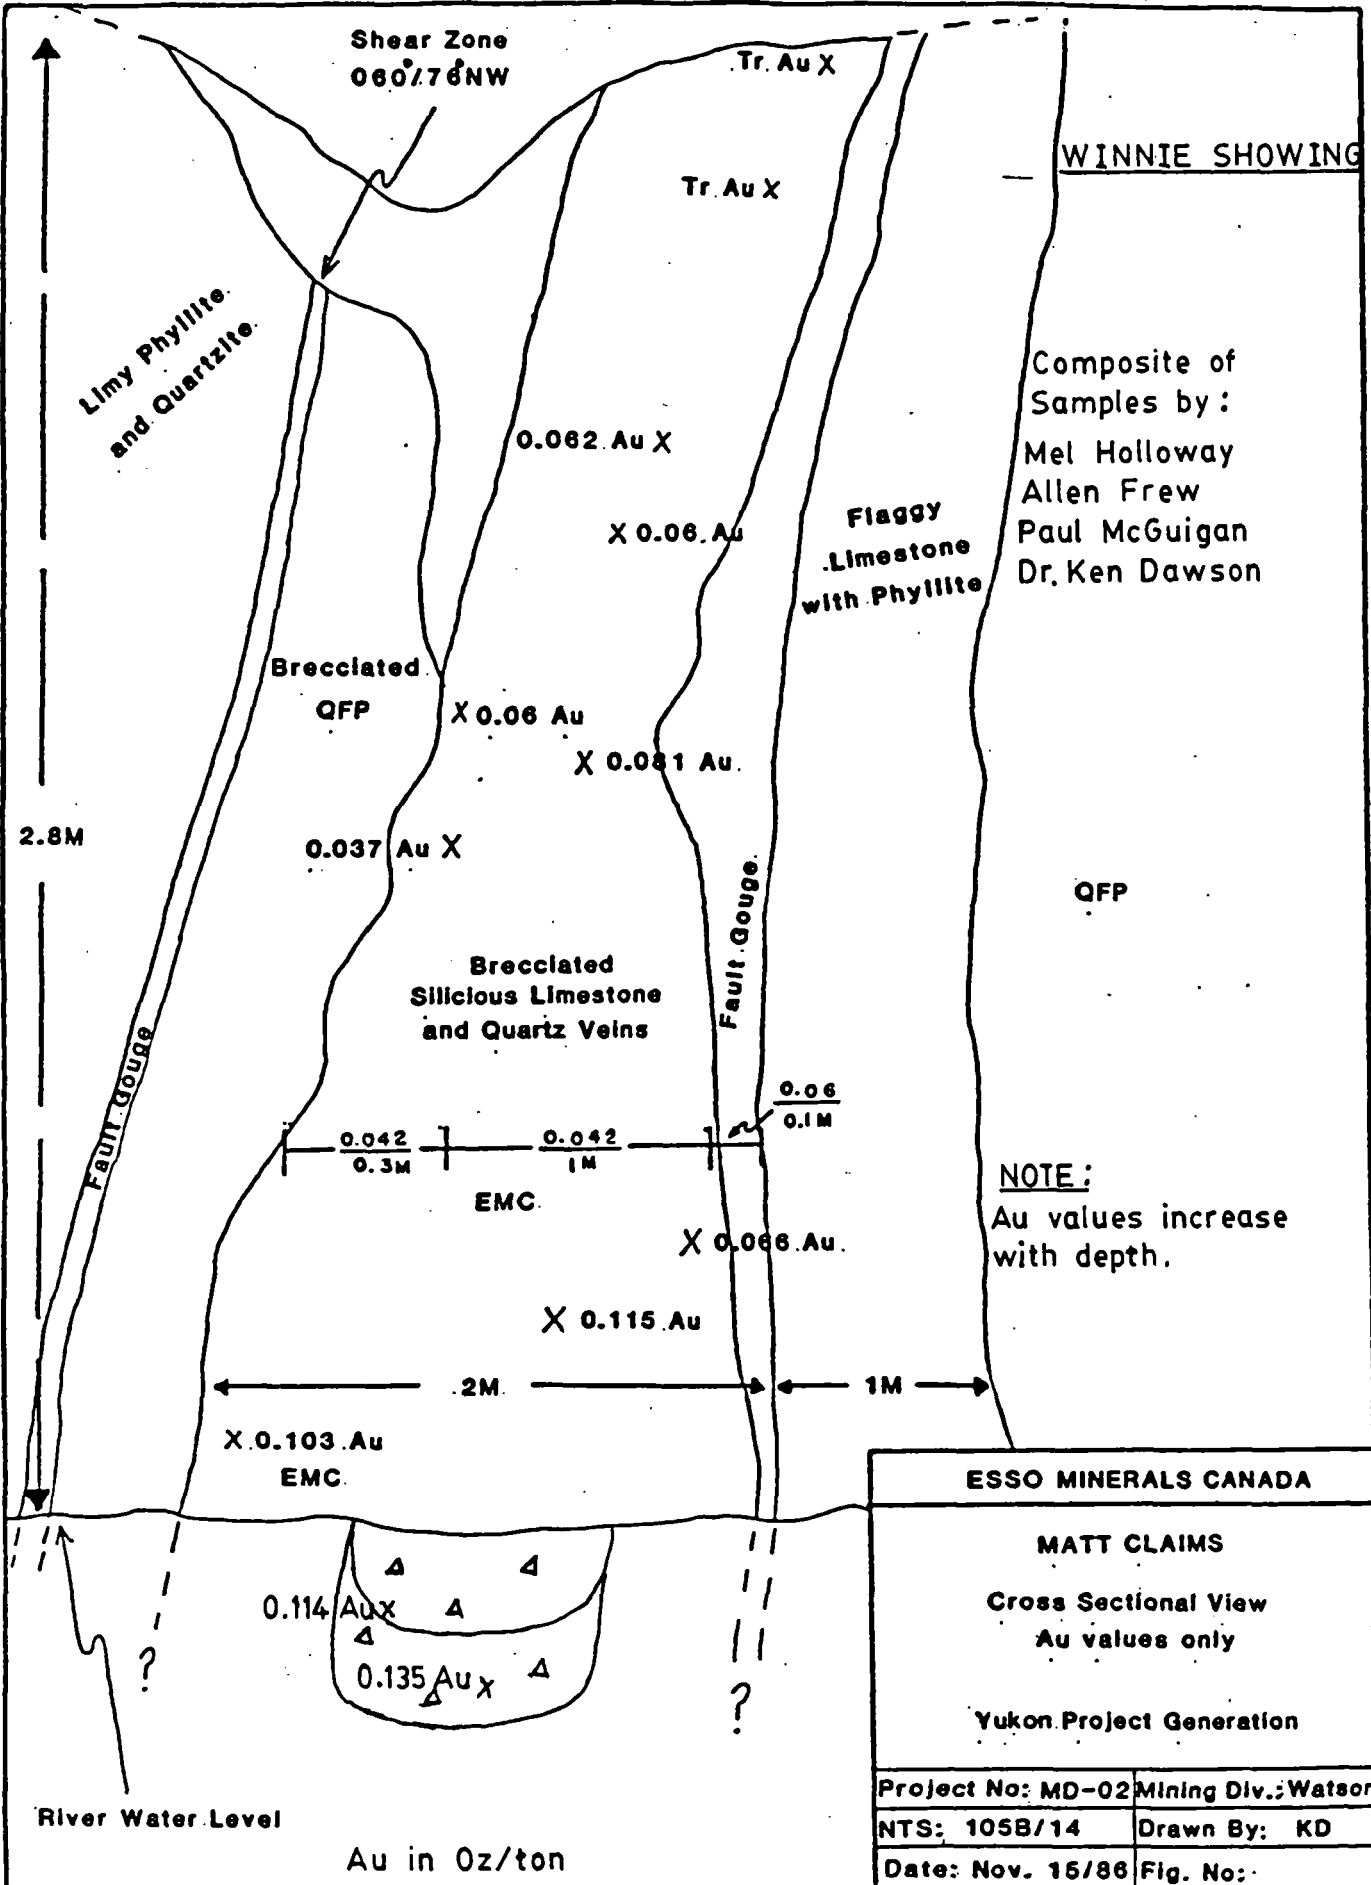 Shear Zone
060°/76°NW
Tr. Au X
WINNIE SHOWING
Tr. Au X
Limy Phyllite
and Quartzite
Composite of
Samples by:
Mel Holloway
Allen Frew
Paul McGuigan
Dr. Ken Dawson
0.062 Au X
X 0.06 Au
Flaggy
Limestone
with Phyllite
Brecciated
QFP
X 0.06 Au
X 0.081 Au
2.8M
0.037 Au X
QFP
Fault Gouge
Brecciated
Silicious Limestone
and Quartz Veins
Fault Gouge
0.06
0.1M
0.042
0.3M
0.042
1M
EMC
NOTE:
Au values increase
with depth.
X 0.066 Au
X 0.115 Au
2M
1M
X 0.103 Au
EMC
ESSO MINERALS CANADA
MATT CLAIMS
Cross Sectional View
Au values only
Yukon Project Generation
Project No: MD-02 Mining Div.: Watson
NTS: 105B/14 Drawn By: KD
Date: Nov. 15/86 Fig. No:
0.114 Au x
0.135 Au x
?
?
River Water Level
Au in Oz/ton